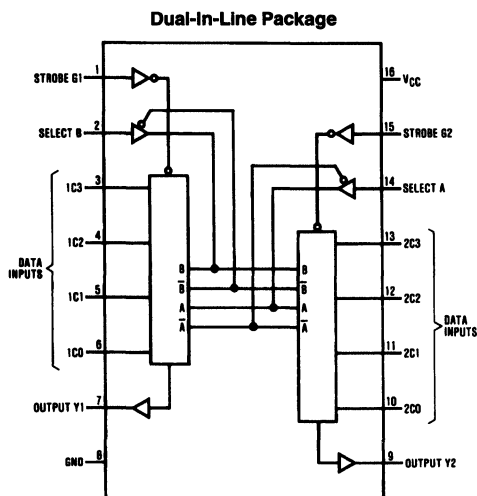 Dual-In-Line Package
1
STROBE G1
16
VCC
2
SELECT B
15
STROBE G2
3
1C3
14
SELECT A
4
1C2
13
2C3
DATA
INPUTS
5
1C1
12
2C2
DATA
INPUTS
6
1C0
11
2C1
7
OUTPUT Y1
10
2C0
8
GND
9
OUTPUT Y2
B
B̅
A
A̅
B
B̅
A
A̅